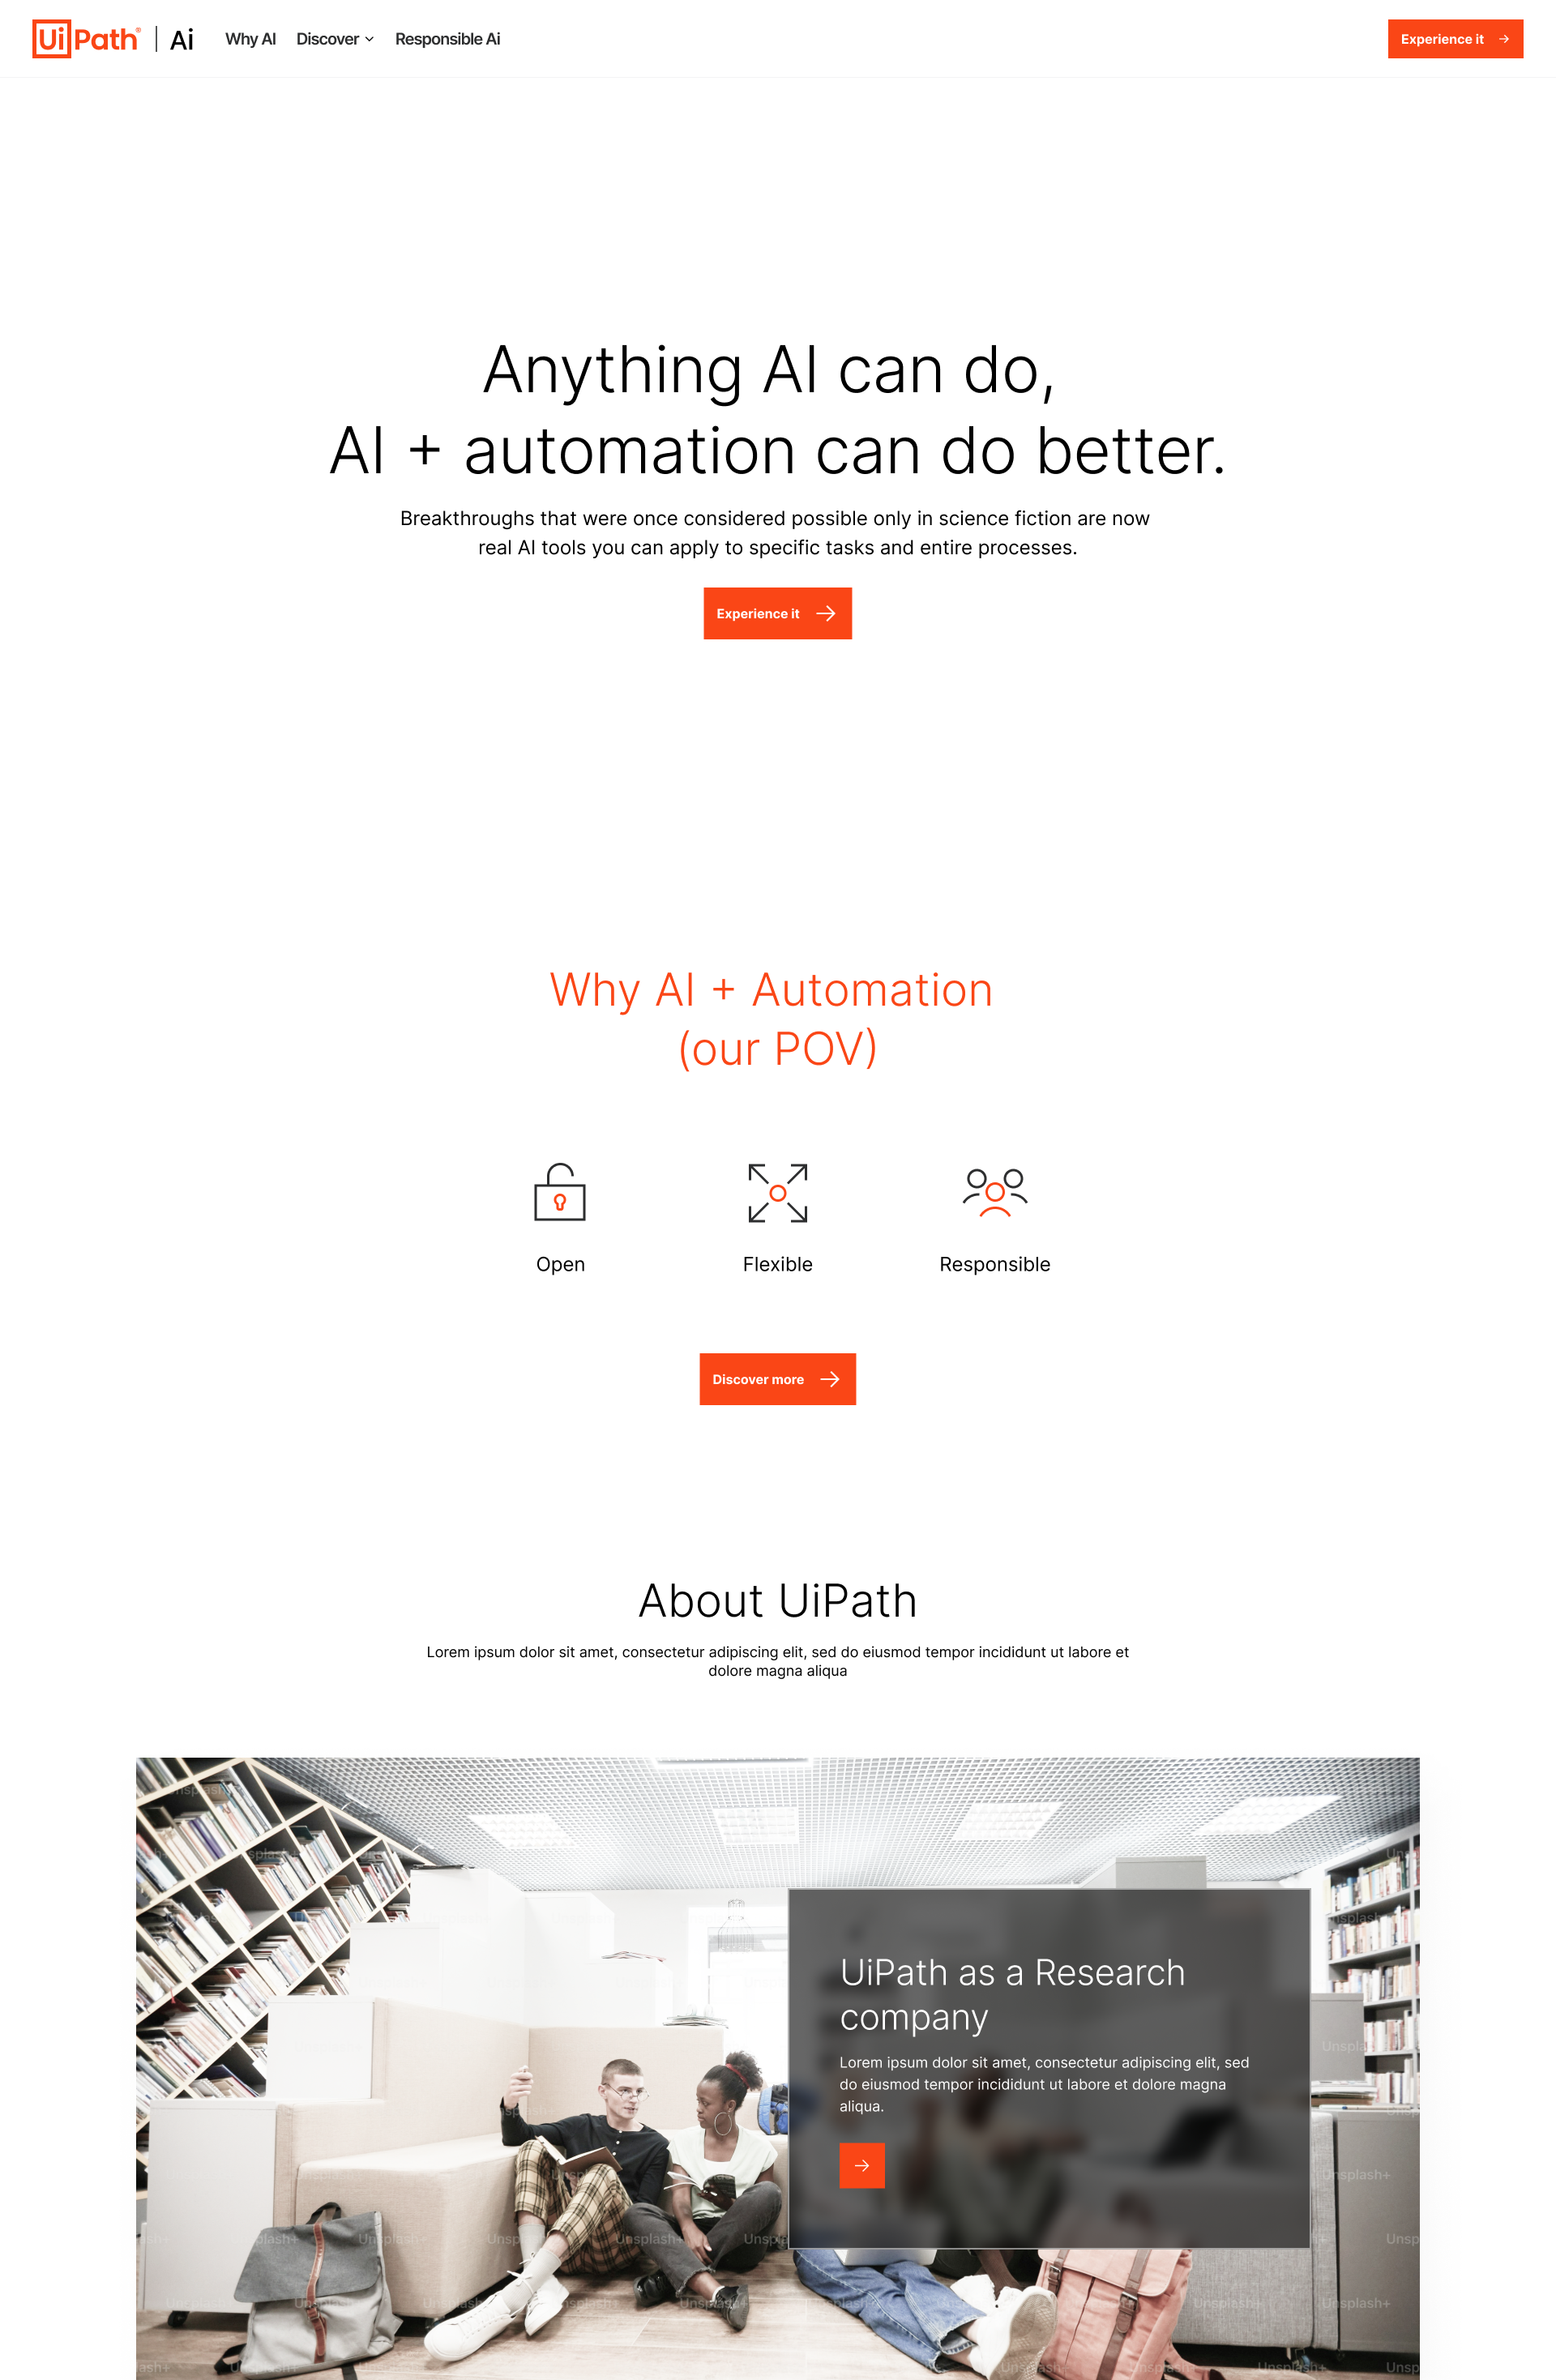 UiPath® | Ai
Why AI
Discover
Responsible Ai
Experience it
Anything AI can do,
AI + automation can do better.
Breakthroughs that were once considered possible only in science fiction are now
real AI tools you can apply to specific tasks and entire processes.
Experience it
Why AI + Automation
(our POV)
Open
Flexible
Responsible
Discover more
About UiPath
Lorem ipsum dolor sit amet, consectetur adipiscing elit, sed do eiusmod tempor incididunt ut labore et
dolore magna aliqua
UiPath as a Research
company
Lorem ipsum dolor sit amet, consectetur adipiscing elit, sed
do eiusmod tempor incididunt ut labore et dolore magna
aliqua.
Unsplash+